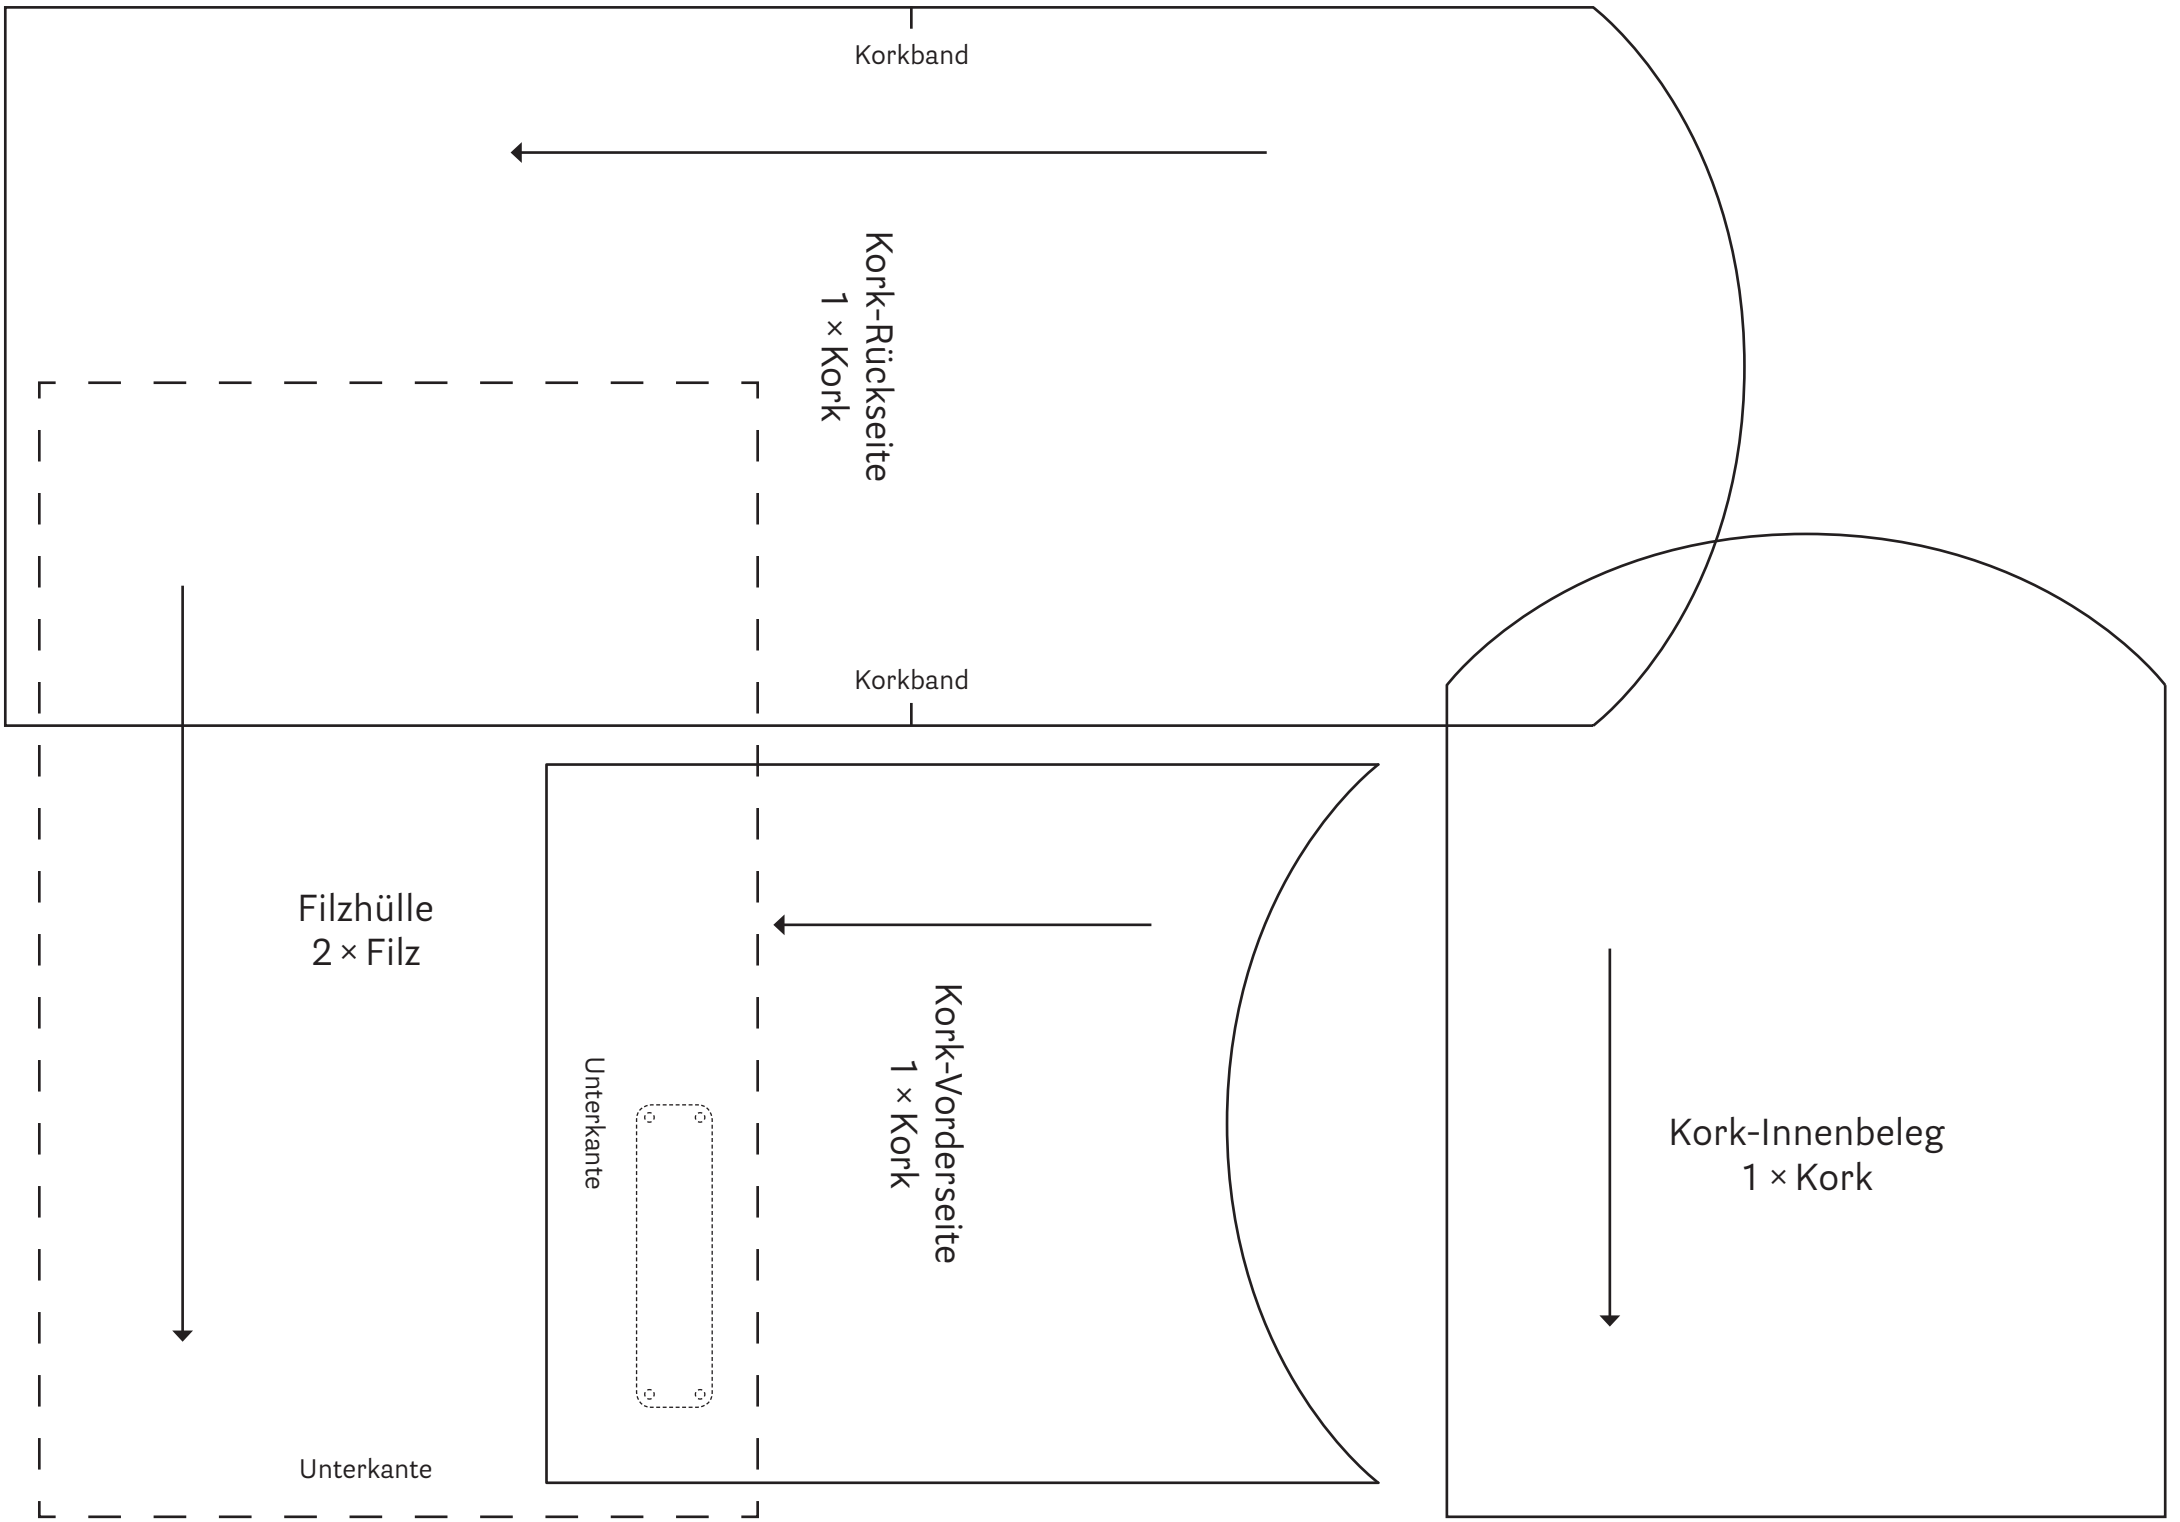 Korkband
Kork-Rückseite
1 × Kork
Korkband
Filzhülle
2 × Filz
Unterkante
Unterkante
Kork-Vorderseite
1 × Kork
Kork-Innenbeleg
1 × Kork